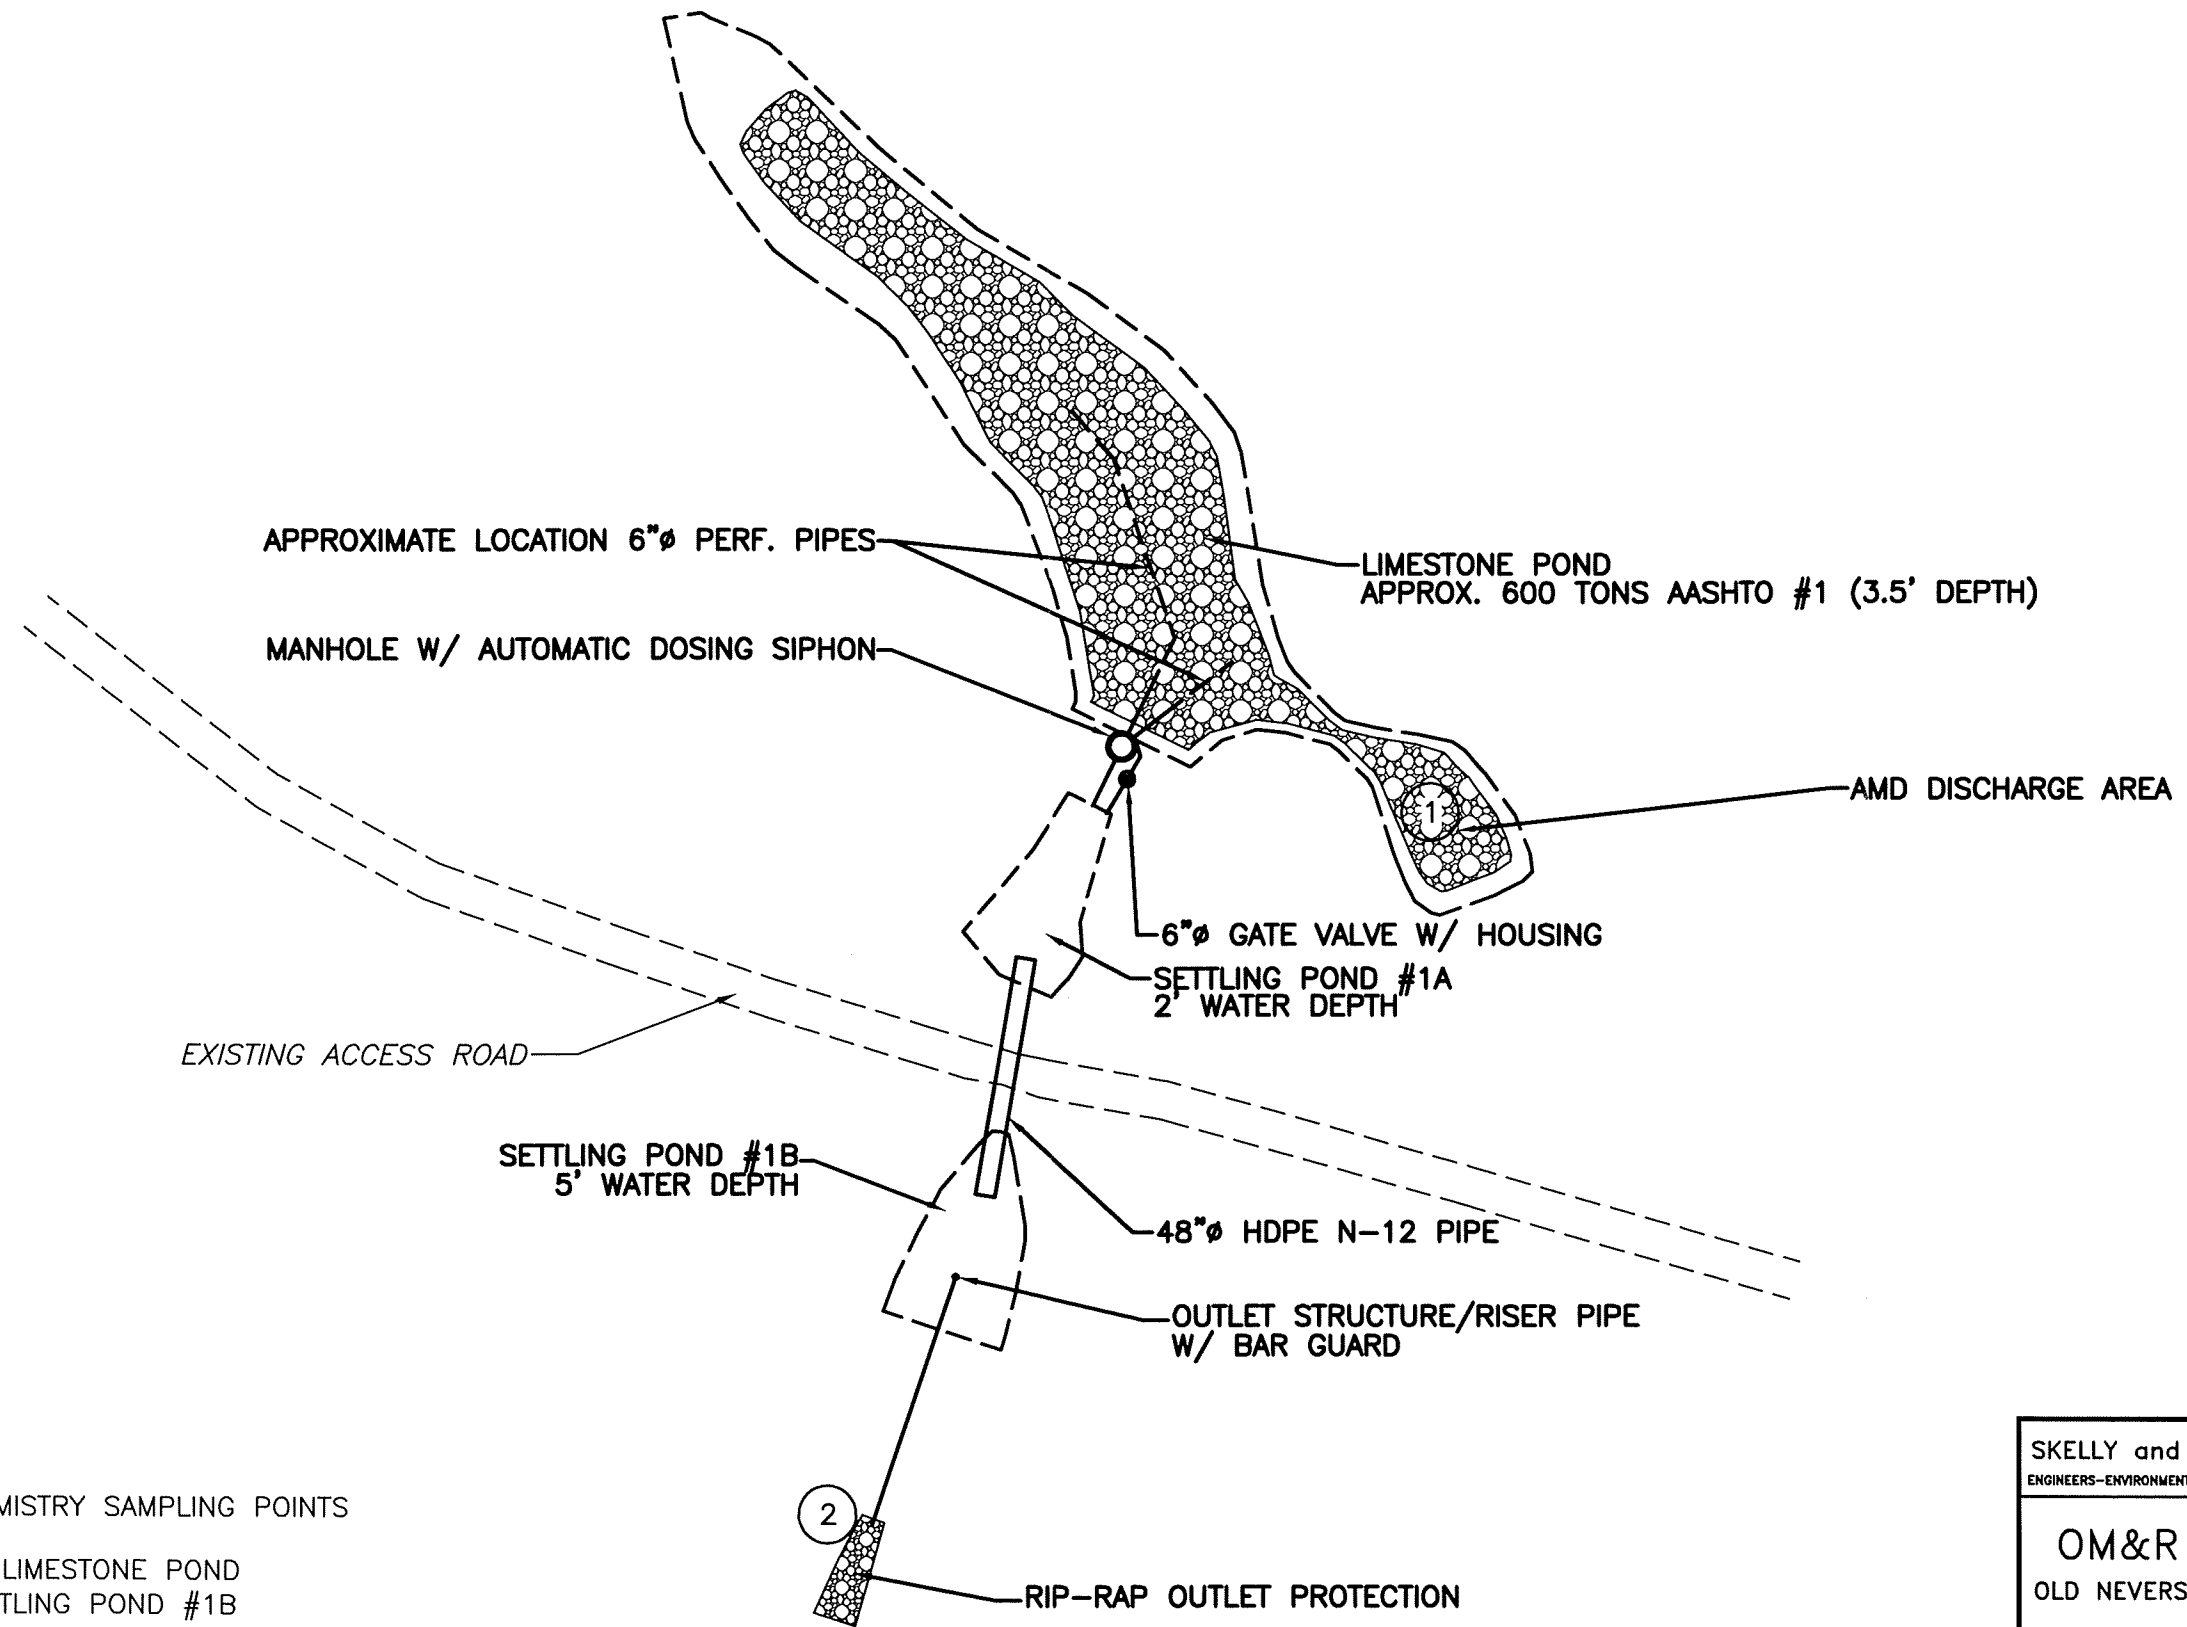 APPROXIMATE LOCATION 6"ø PERF. PIPES
LIMESTONE POND
APPROX. 600 TONS AASHTO #1 (3.5' DEPTH)
MANHOLE W/ AUTOMATIC DOSING SIPHON
AMD DISCHARGE AREA
1
6"ø GATE VALVE W/ HOUSING
SETTLING POND #1A
2' WATER DEPTH
EXISTING ACCESS ROAD
SETTLING POND #1B
5' WATER DEPTH
48"ø HDPE N-12 PIPE
OUTLET STRUCTURE/RISER PIPE
W/ BAR GUARD
2
RIP-RAP OUTLET PROTECTION
MISTRY SAMPLING POINTS
LIMESTONE POND
TLING POND #1B
SKELLY and
ENGINEERS-ENVIRONMENT
OM&R
OLD NEVERS